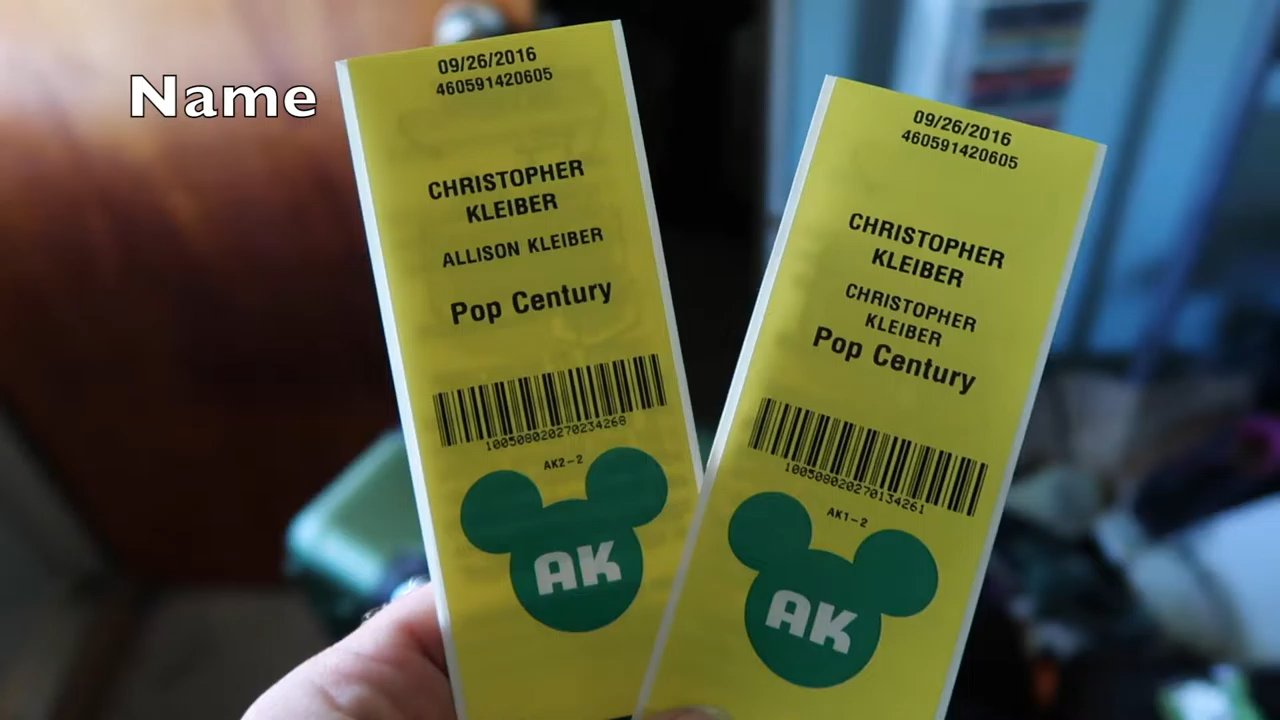 Name
09/26/2016
460591420605
CHRISTOPHER
KLEIBER
ALLISON KLEIBER
Pop Century
100508020270234268
AK2-2
AK
09/26/2016
460591420605
CHRISTOPHER
KLEIBER
CHRISTOPHER
KLEIBER
Pop Century
100508020270134261
AK1-2
AK